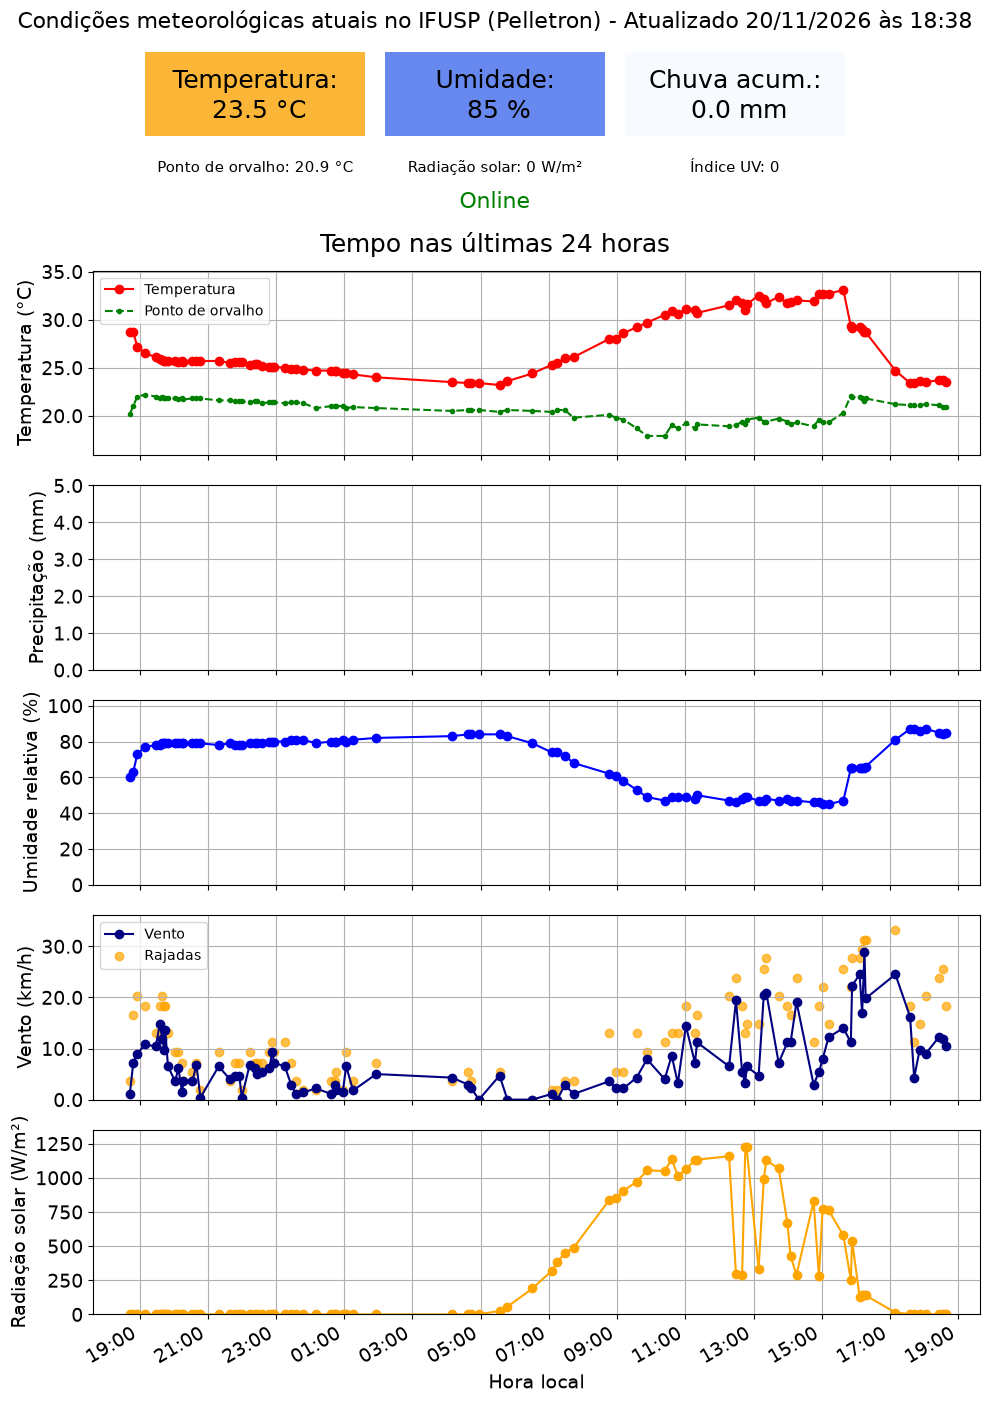 Condições meteorológicas atuais no IFUSP (Pelletron) - Atualizado 20/11/2026 às 18:38
Temperatura:
23.5 °C
Umidade:
85 %
Chuva acum.:
0.0 mm
Ponto de orvalho: 20.9 °C
Radiação solar: 0 W/m²
Índice UV: 0
Online
Tempo nas últimas 24 horas
Temperatura (°C)
35.0
30.0
25.0
20.0
Temperatura
Ponto de orvalho
Precipitação (mm)
5.0
4.0
3.0
2.0
1.0
0.0
Umidade relativa (%)
100
80
60
40
20
0
Vento (km/h)
30.0
20.0
10.0
0.0
Vento
Rajadas
Radiação solar (W/m²)
1250
1000
750
500
250
0
19:00
21:00
23:00
01:00
03:00
05:00
07:00
09:00
11:00
13:00
15:00
17:00
19:00
Hora local